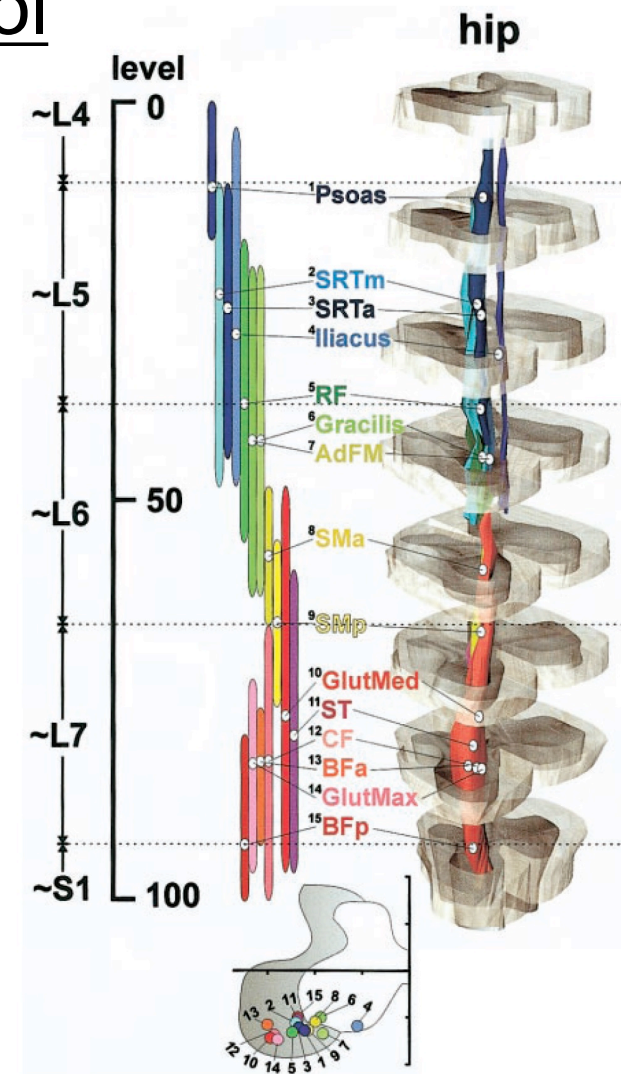 ol
hip
level
~L4
0
¹Psoas
~L5
²SRTm
³SRTa
⁴Iliacus
⁵RF
⁶Gracilis
⁷AdFM
50
~L6
⁸SMa
⁹SMp
¹⁰GlutMed
¹¹ST
~L7
¹²CF
¹³BFa
¹⁴GlutMax
¹⁵BFp
~S1
100
13 2 11 15 8 6 4
12 10 14 5 3 1 9 7